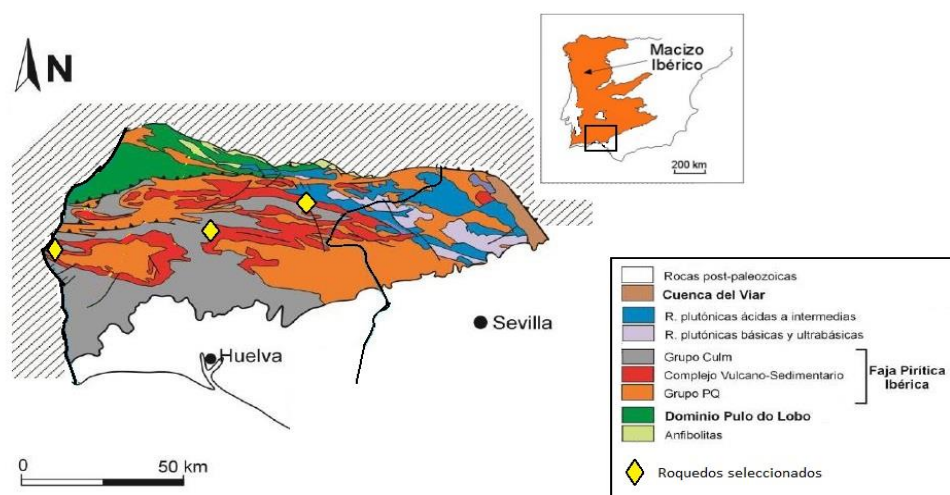 N
Macizo
Ibérico
200 km
Sevilla
Huelva
0 50 km
Rocas post-paleozoicas
Cuenca del Viar
R. plutónicas ácidas a intermedias
R. plutónicas básicas y ultrabásicas
Grupo Culm
Complejo Vulcano-Sedimentario
Grupo PQ
Faja Pirítica
Ibérica
Dominio Pulo do Lobo
Anfibolitas
Roquedos seleccionados